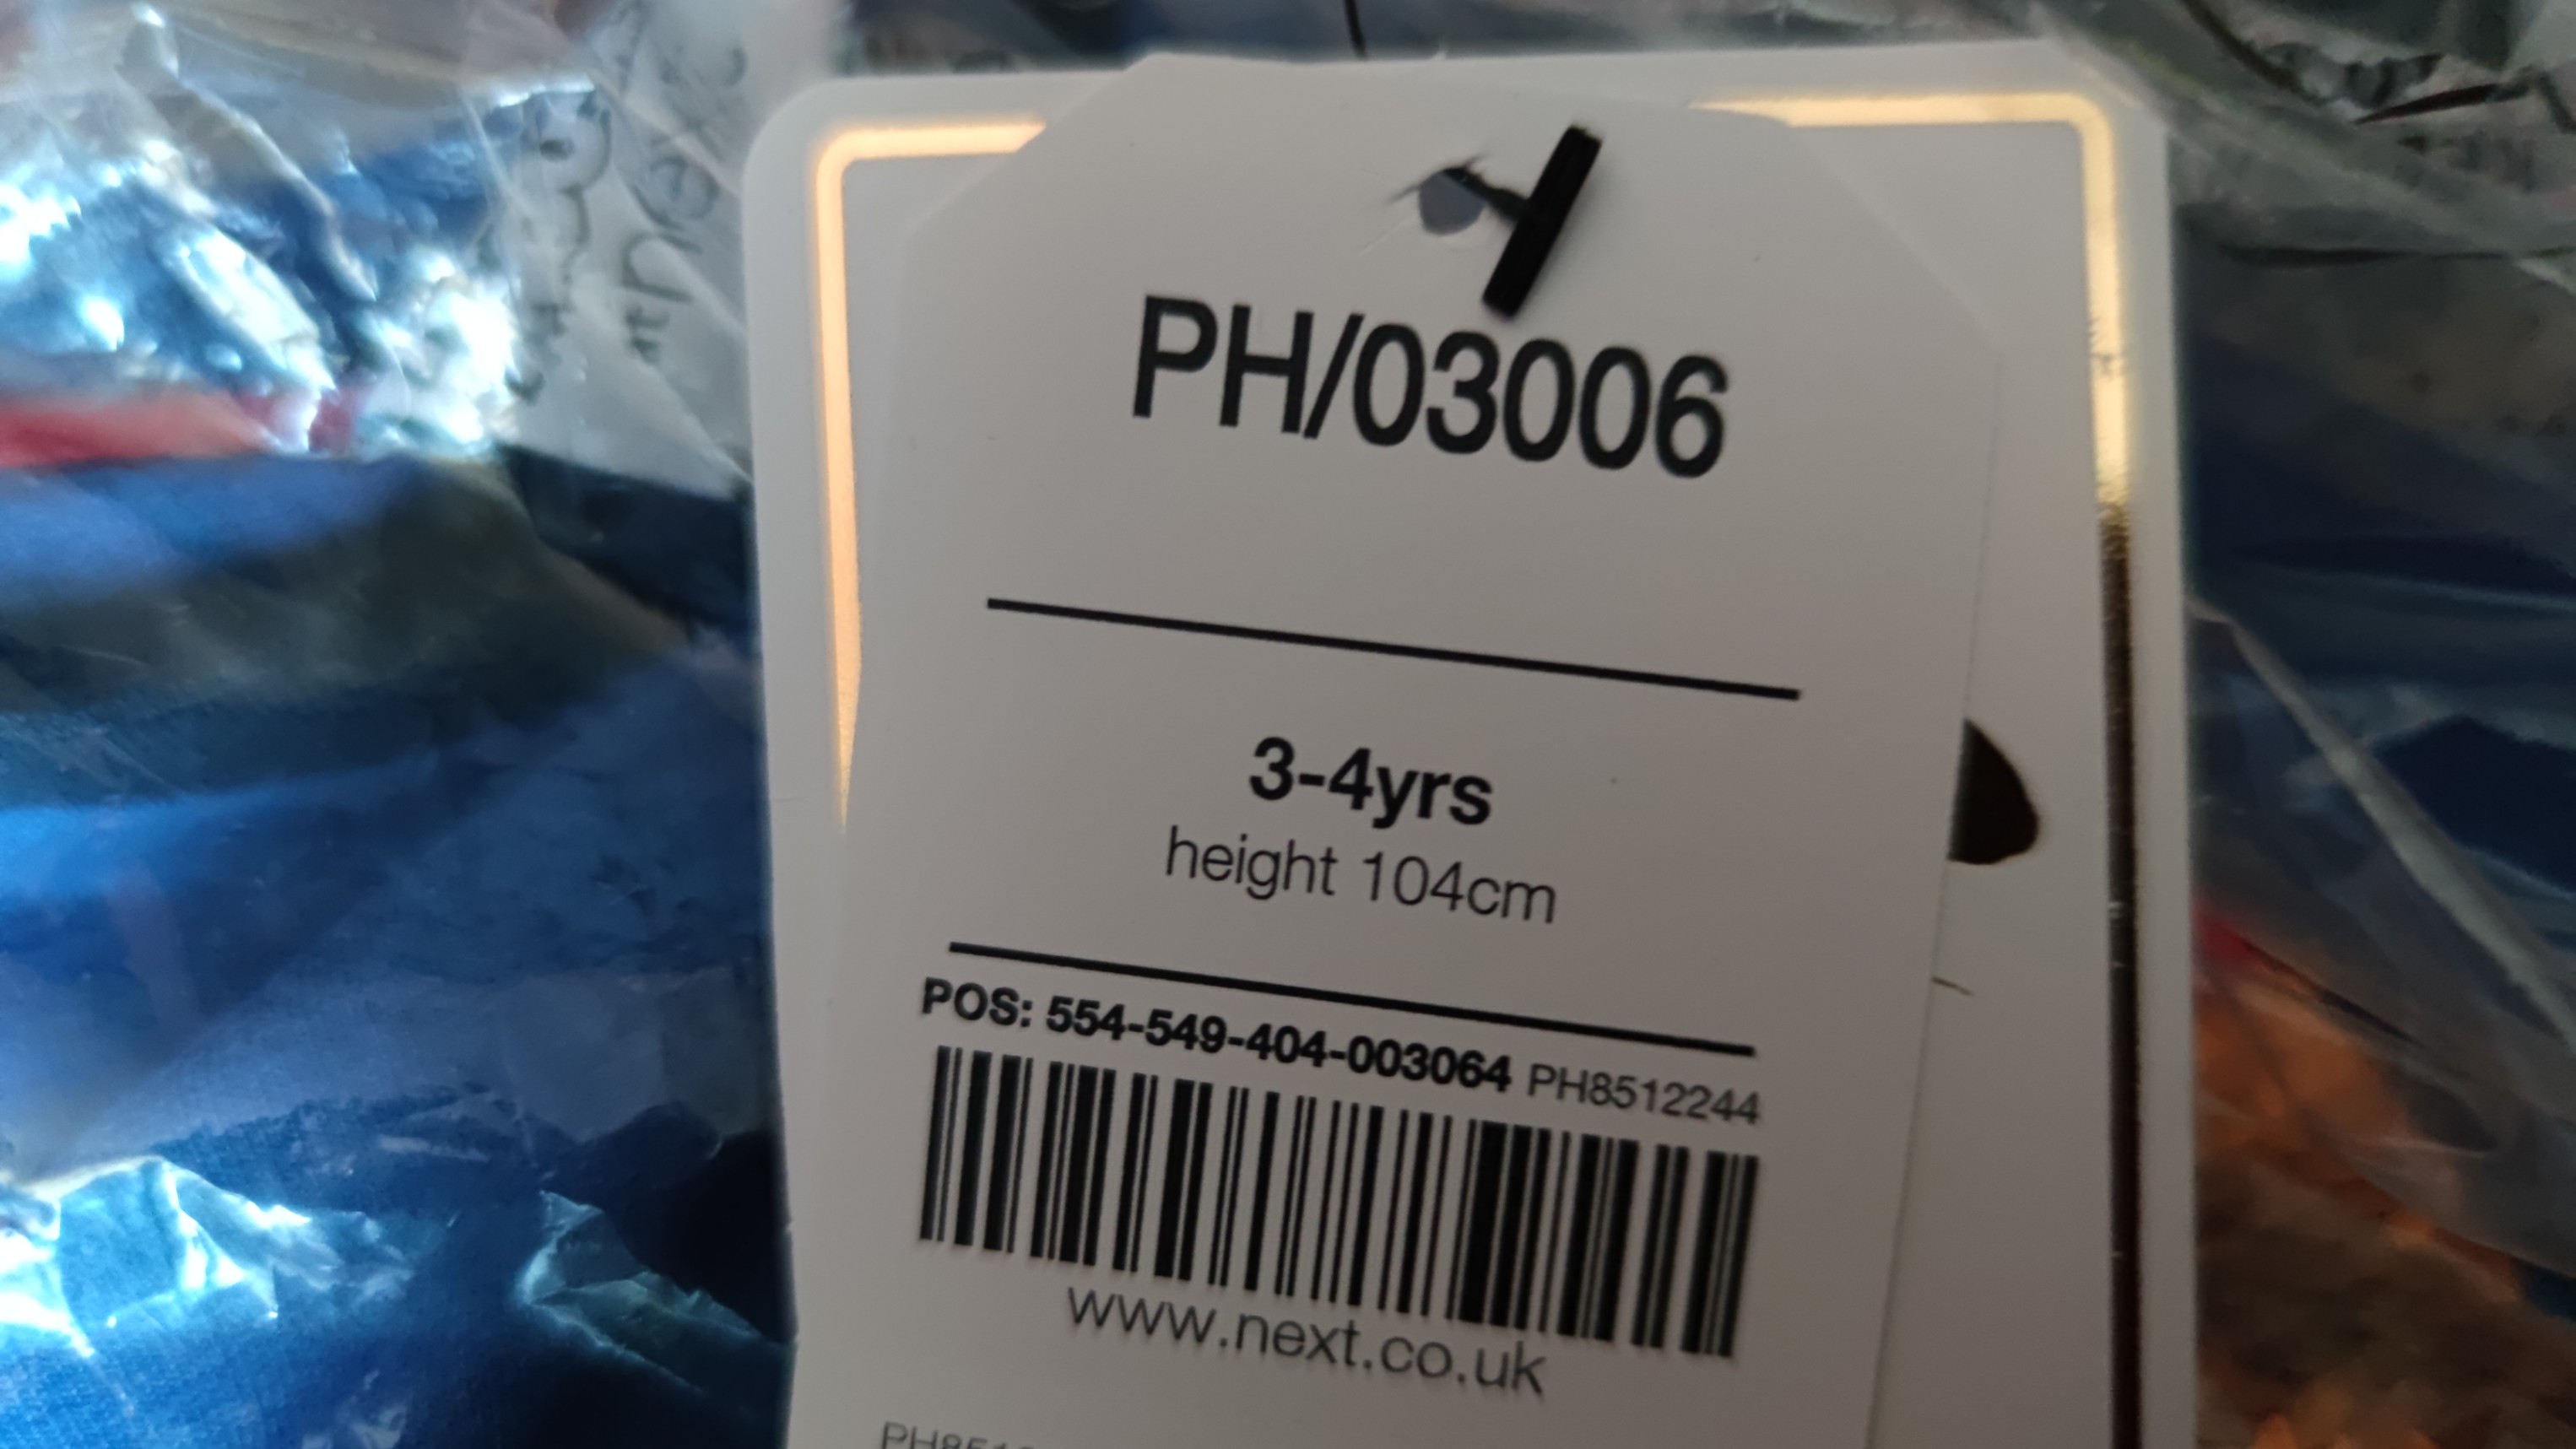 PH/03006
3-4yrs
height 104cm
POS: 554-549-404-003064 PH8512244
www.next.co.uk